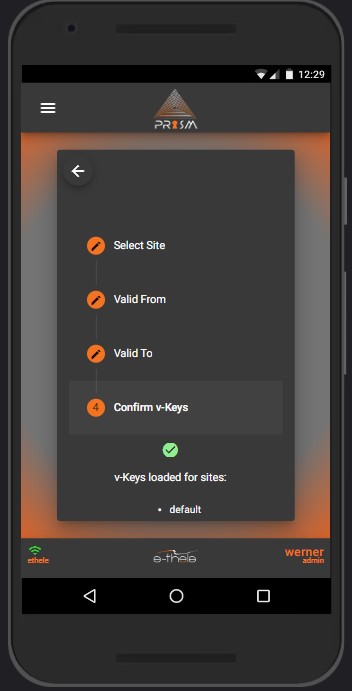 12:29
PRISM
Select Site
Valid From
Valid To
4 Confirm v-Keys
v-Keys loaded for sites:
• default
ethele
e-thele
werner
admin